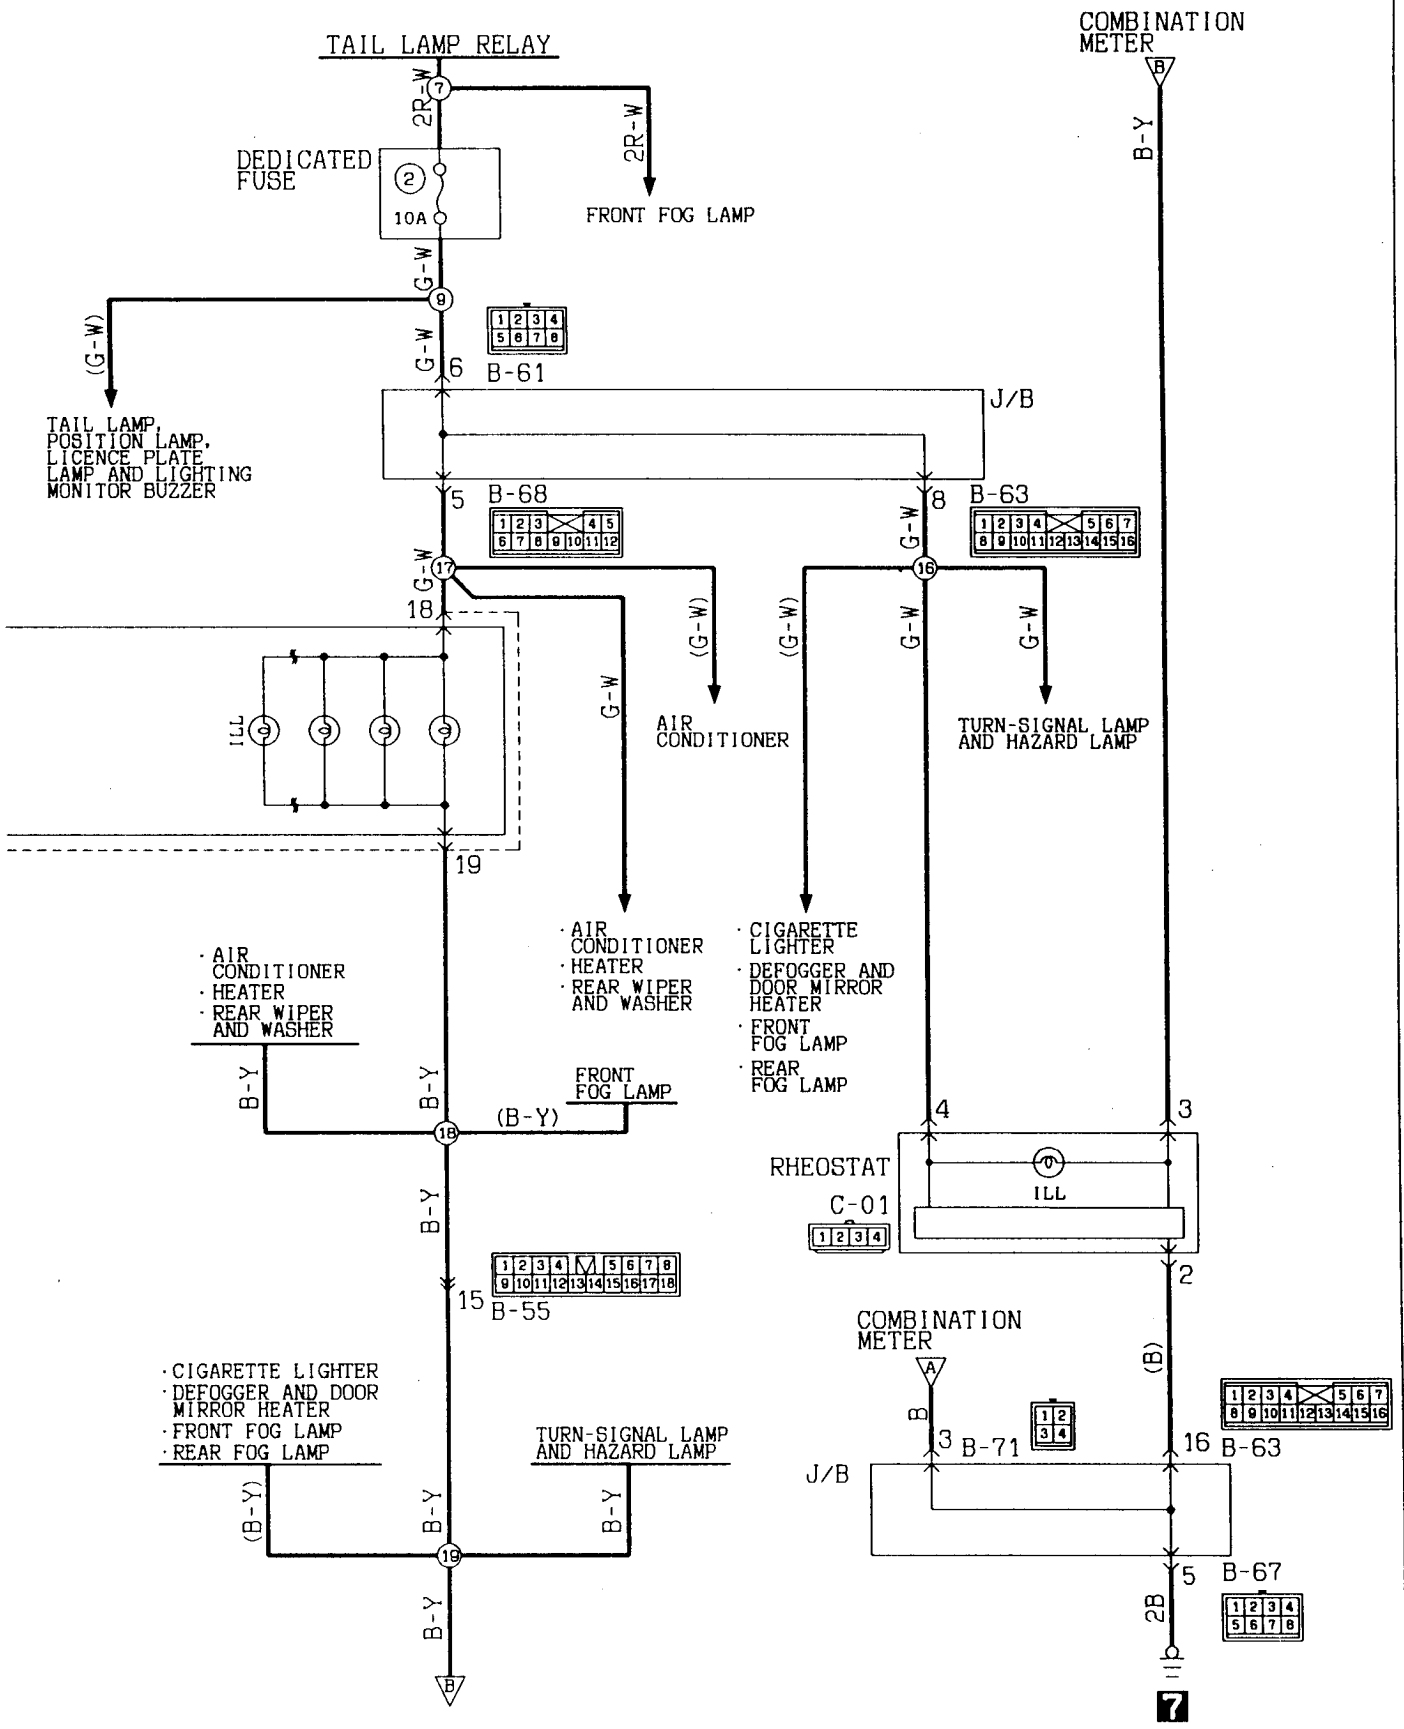 TAIL LAMP RELAY
COMBINATION
METER
B
7
2R-W
2R-W
B-Y
DEDICATED
FUSE
2
10A
FRONT FOG LAMP
G-W
9
(G-W)
G-W
1 2 3 4
5 6 7 8
6
B-61
J/B
TAIL LAMP,
POSITION LAMP,
LICENCE PLATE
LAMP AND LIGHTING
MONITOR BUZZER
5
B-68
8
B-63
1 2 3 4 5
6 7 8 9 10 11 12
1 2 3 4 5 6 7
8 9 10 11 12 13 14 15 16
G-W
G-W
17
16
18
(G-W)
(G-W)
G-W
G-W
G-W
ILL
AIR
CONDITIONER
TURN-SIGNAL LAMP
AND HAZARD LAMP
19
· AIR
CONDITIONER
· HEATER
· REAR WIPER
AND WASHER
· CIGARETTE
LIGHTER
· DEFOGGER AND
DOOR MIRROR
HEATER
· FRONT
FOG LAMP
· REAR
FOG LAMP
· AIR
CONDITIONER
· HEATER
· REAR WIPER
AND WASHER
B-Y
B-Y
FRONT
FOG LAMP
(B-Y)
18
4
3
RHEOSTAT
ILL
C-01
1 2 3 4
B-Y
2
1 2 3 4 5 6 7 8
9 10 11 12 13 14 15 16 17 18
15
B-55
COMBINATION
METER
A
B
(B)
· CIGARETTE LIGHTER
· DEFOGGER AND DOOR
MIRROR HEATER
· FRONT FOG LAMP
· REAR FOG LAMP
TURN-SIGNAL LAMP
AND HAZARD LAMP
1 2
3 4
1 2 3 4 5 6 7
8 9 10 11 12 13 14 15 16
3
B-71
16
B-63
J/B
(B-Y)
B-Y
B-Y
19
5
B-67
2B
1 2 3 4
5 6 7 8
B-Y
B
7